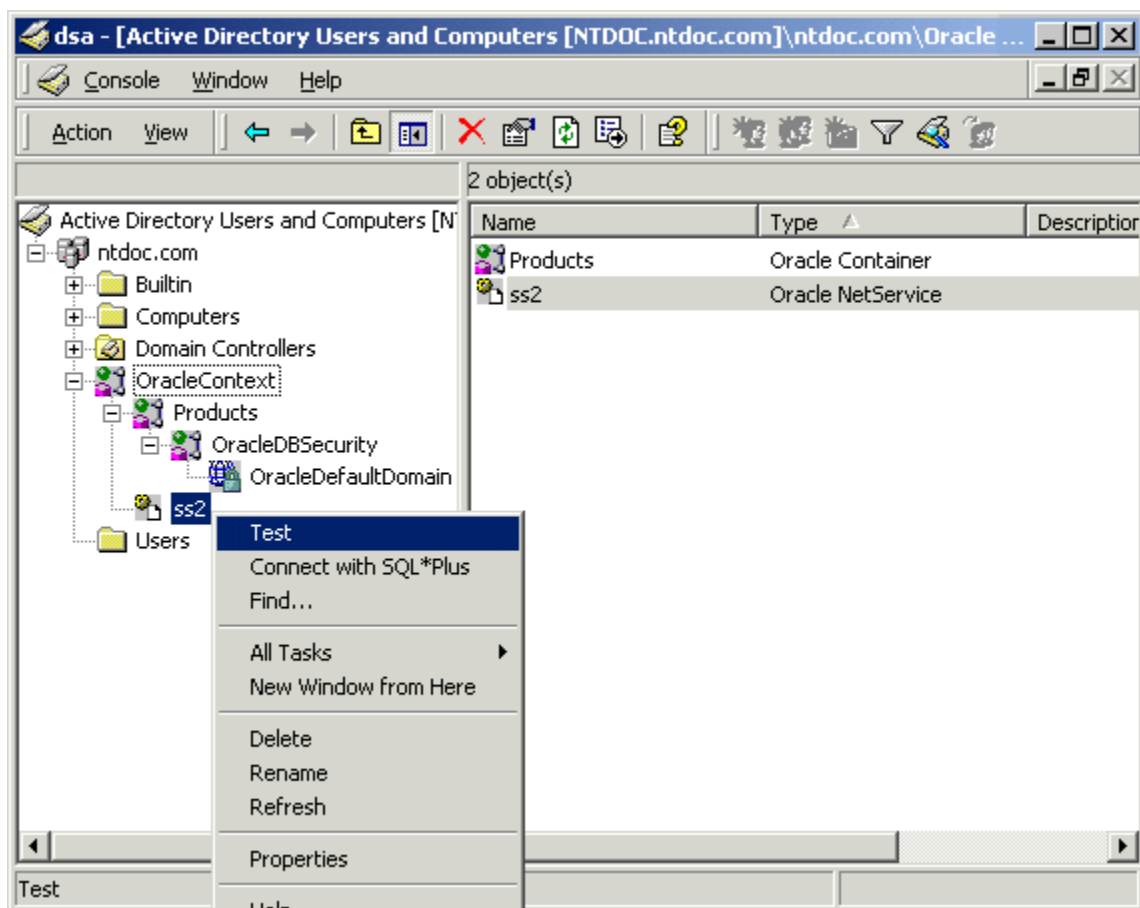 dsa - [Active Directory Users and Computers [NTDOC.ntdoc.com]\ntdoc.com\Oracle ...
Console Window Help
Action View
2 object(s)
Active Directory Users and Computers [N
Name Type Description
ntdoc.com
Products Oracle Container
Builtin
ss2 Oracle NetService
Computers
Domain Controllers
OracleContext
Products
OracleDBSecurity
OracleDefaultDomain
ss2
Users
Test
Connect with SQL*Plus
Find...
All Tasks
New Window from Here
Delete
Rename
Refresh
Properties
Help
Test